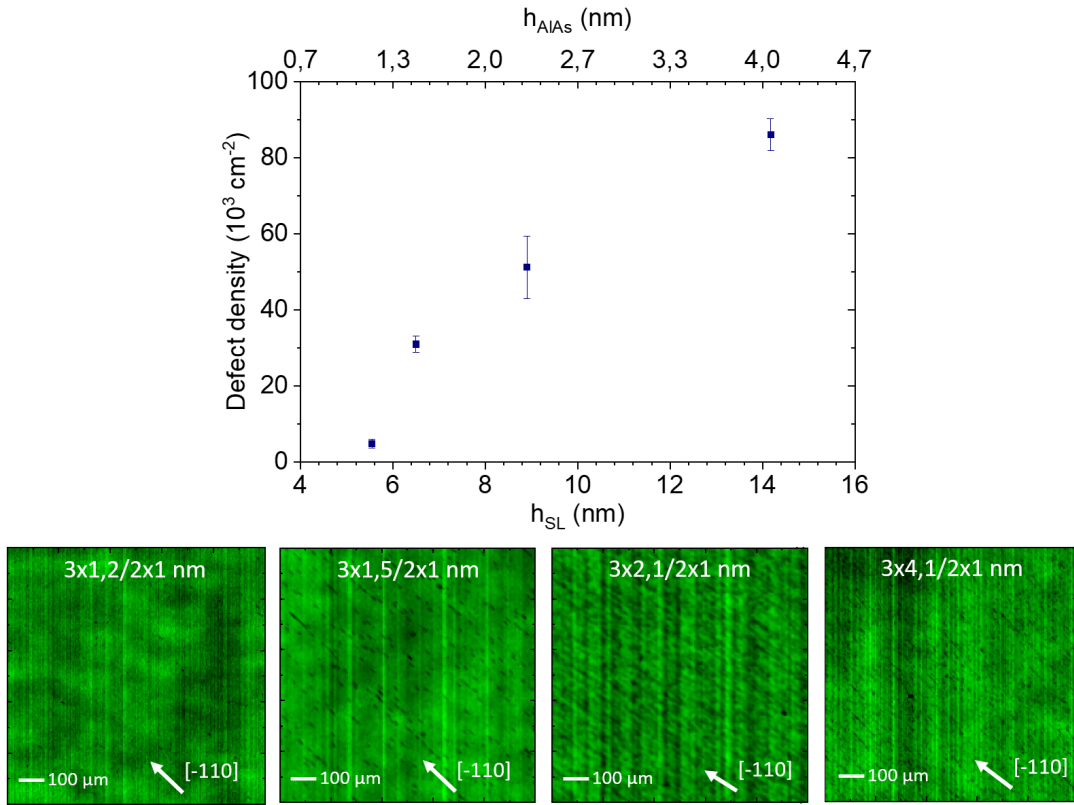 h_AlAs (nm)
0,7 1,3 2,0 2,7 3,3 4,0 4,7
100
80
60
40
20
0
Defect density (10³ cm⁻²)
4 6 8 10 12 14 16
h_SL (nm)
3x1,2/2x1 nm
[-110]
100 µm
3x1,5/2x1 nm
[-110]
100 µm
3x2,1/2x1 nm
[-110]
100 µm
3x4,1/2x1 nm
[-110]
100 µm